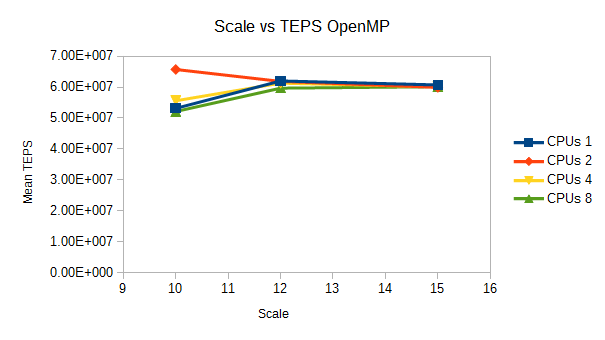 Scale vs TEPS OpenMP
7.00E+007
6.00E+007
5.00E+007
4.00E+007
3.00E+007
2.00E+007
1.00E+007
0.00E+000
Mean TEPS
9 10 11 12 13 14 15 16
Scale
CPUs 1
CPUs 2
CPUs 4
CPUs 8